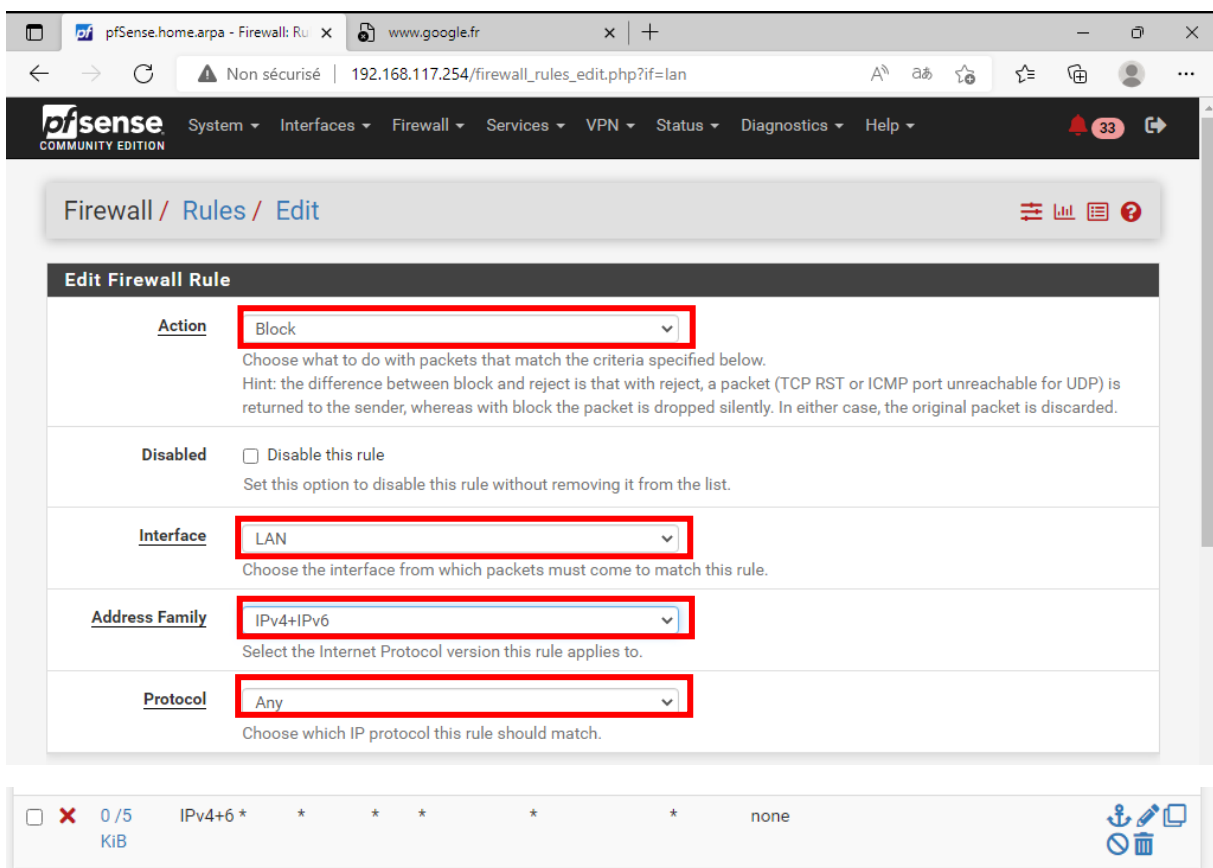 pfSense.home.arpa - Firewall: Ru
www.google.fr
Non sécurisé | 192.168.117.254/firewall_rules_edit.php?if=lan
pfsense
COMMUNITY EDITION
System Interfaces Firewall Services VPN Status Diagnostics Help 33
Firewall / Rules / Edit
Edit Firewall Rule
Action
Block
Choose what to do with packets that match the criteria specified below.
Hint: the difference between block and reject is that with reject, a packet (TCP RST or ICMP port unreachable for UDP) is
returned to the sender, whereas with block the packet is dropped silently. In either case, the original packet is discarded.
Disabled
Disable this rule
Set this option to disable this rule without removing it from the list.
Interface
LAN
Choose the interface from which packets must come to match this rule.
Address Family
IPv4+IPv6
Select the Internet Protocol version this rule applies to.
Protocol
Any
Choose which IP protocol this rule should match.
0 /5 IPv4+6 * * * * * * none
KiB